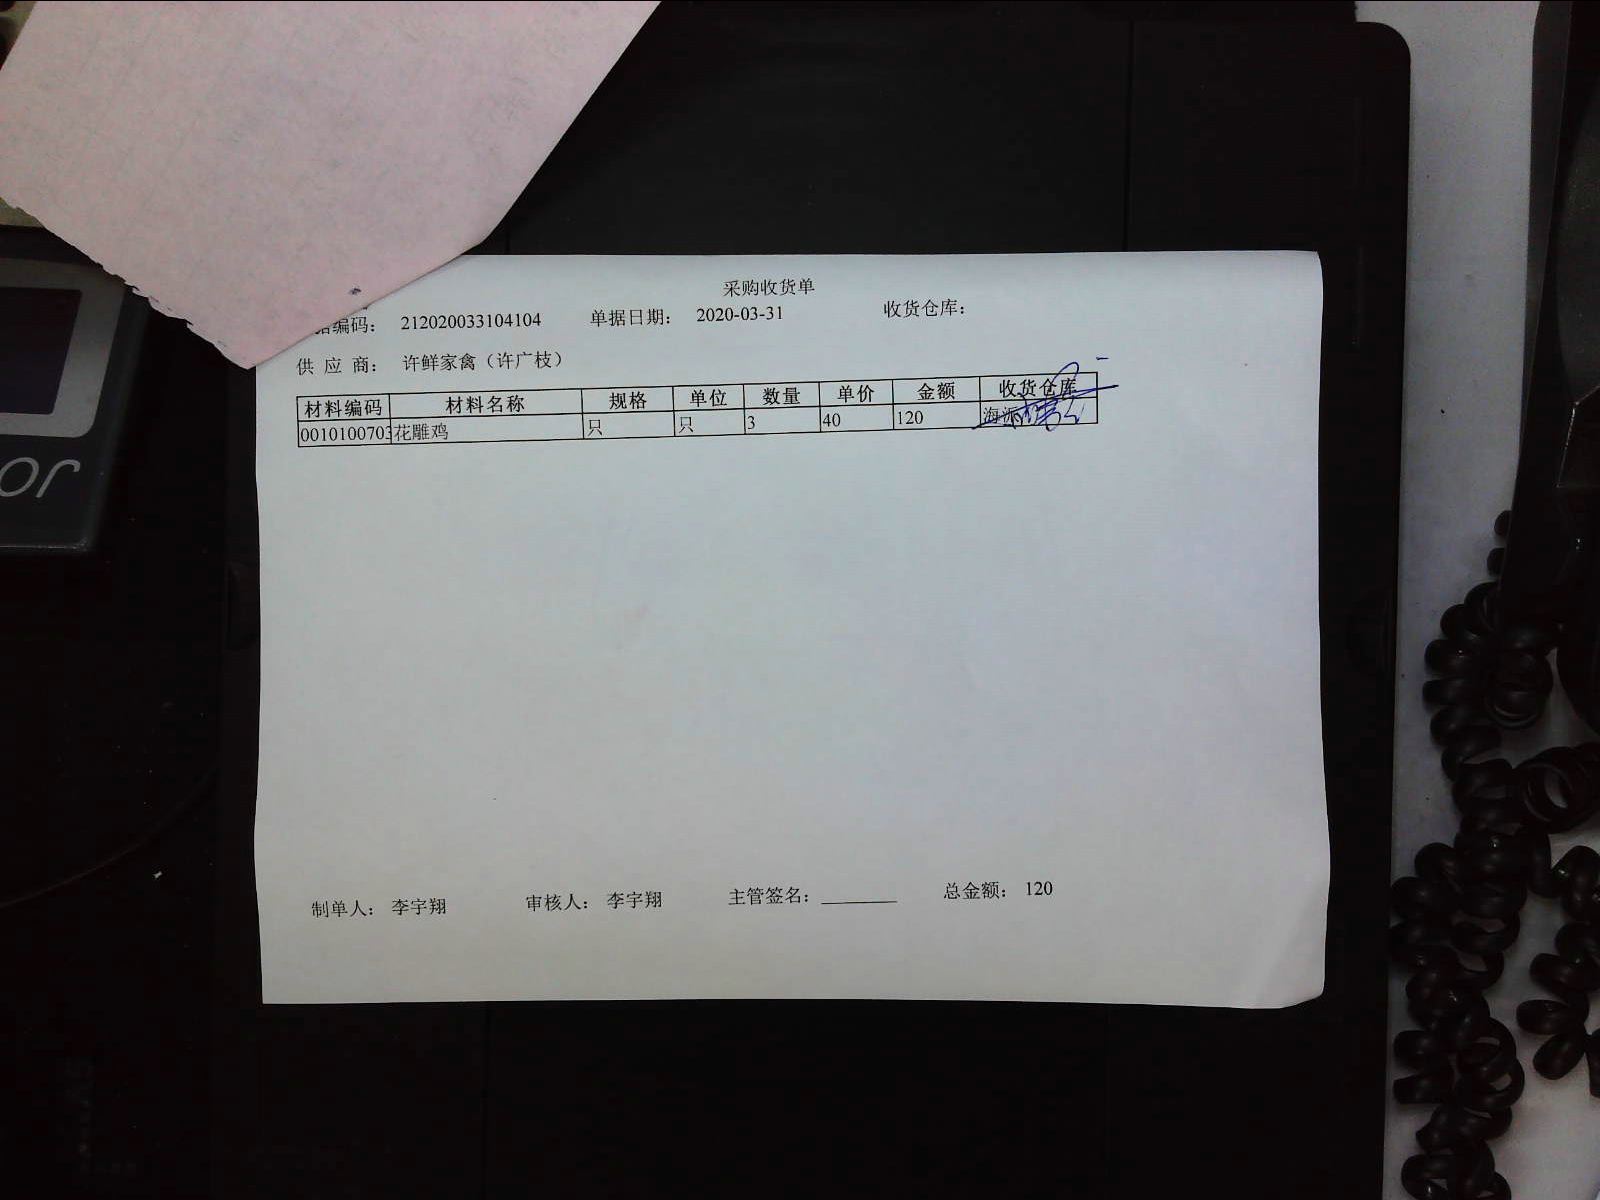 采购收货单
编码： 212020033104104 单据日期： 2020-03-31 收货仓库：
供 应 商： 许鲜家禽（许广枝）
材料编码 材料名称 规格 单位 数量 单价 金额 收货仓库
0010100703 花雕鸡 只 只 3 40 120 海派
制单人： 李宇翔 审核人： 李宇翔 主管签名： 总金额： 120